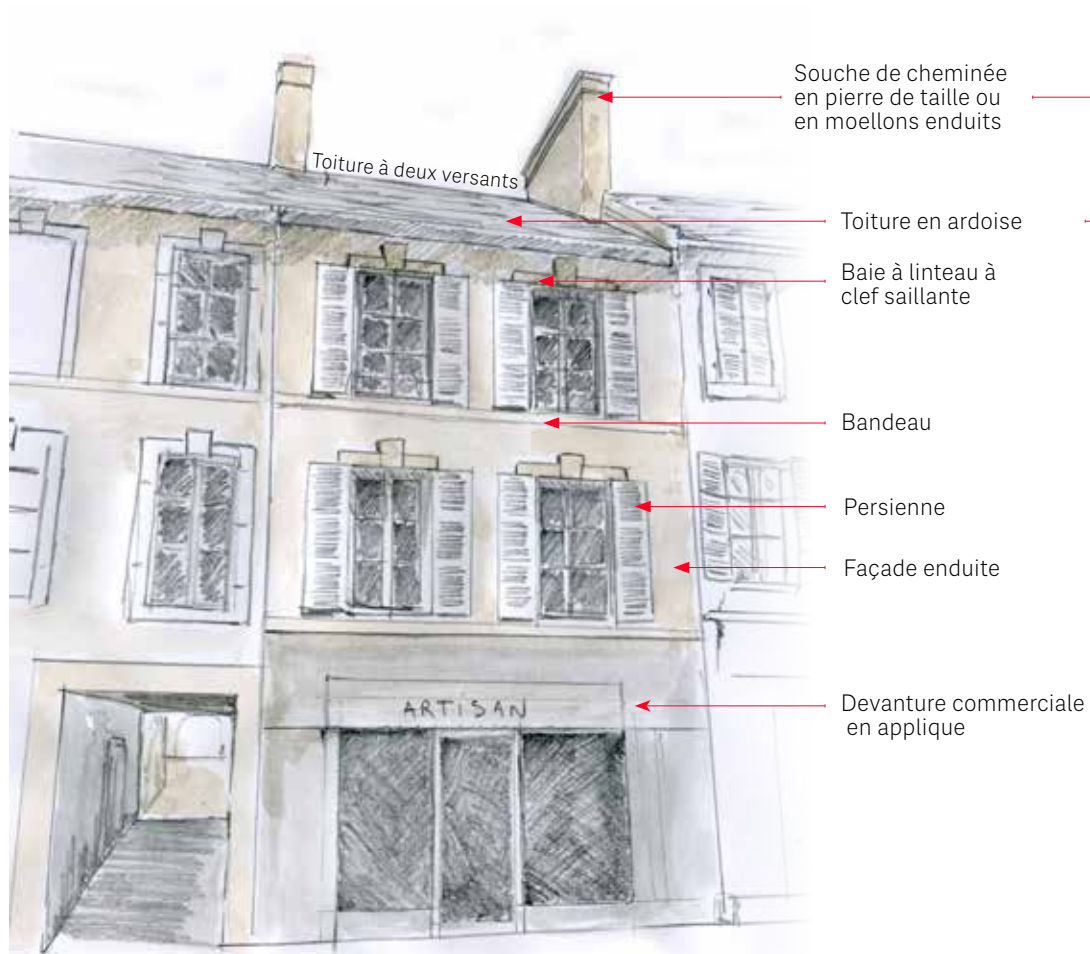 Souche de cheminée
en pierre de taille ou
en moellons enduits
Toiture à deux versants
Toiture en ardoise
Baie à linteau à
clef saillante
Bandeau
Persienne
Façade enduite
Devanture commerciale
en applique
ARTISAN